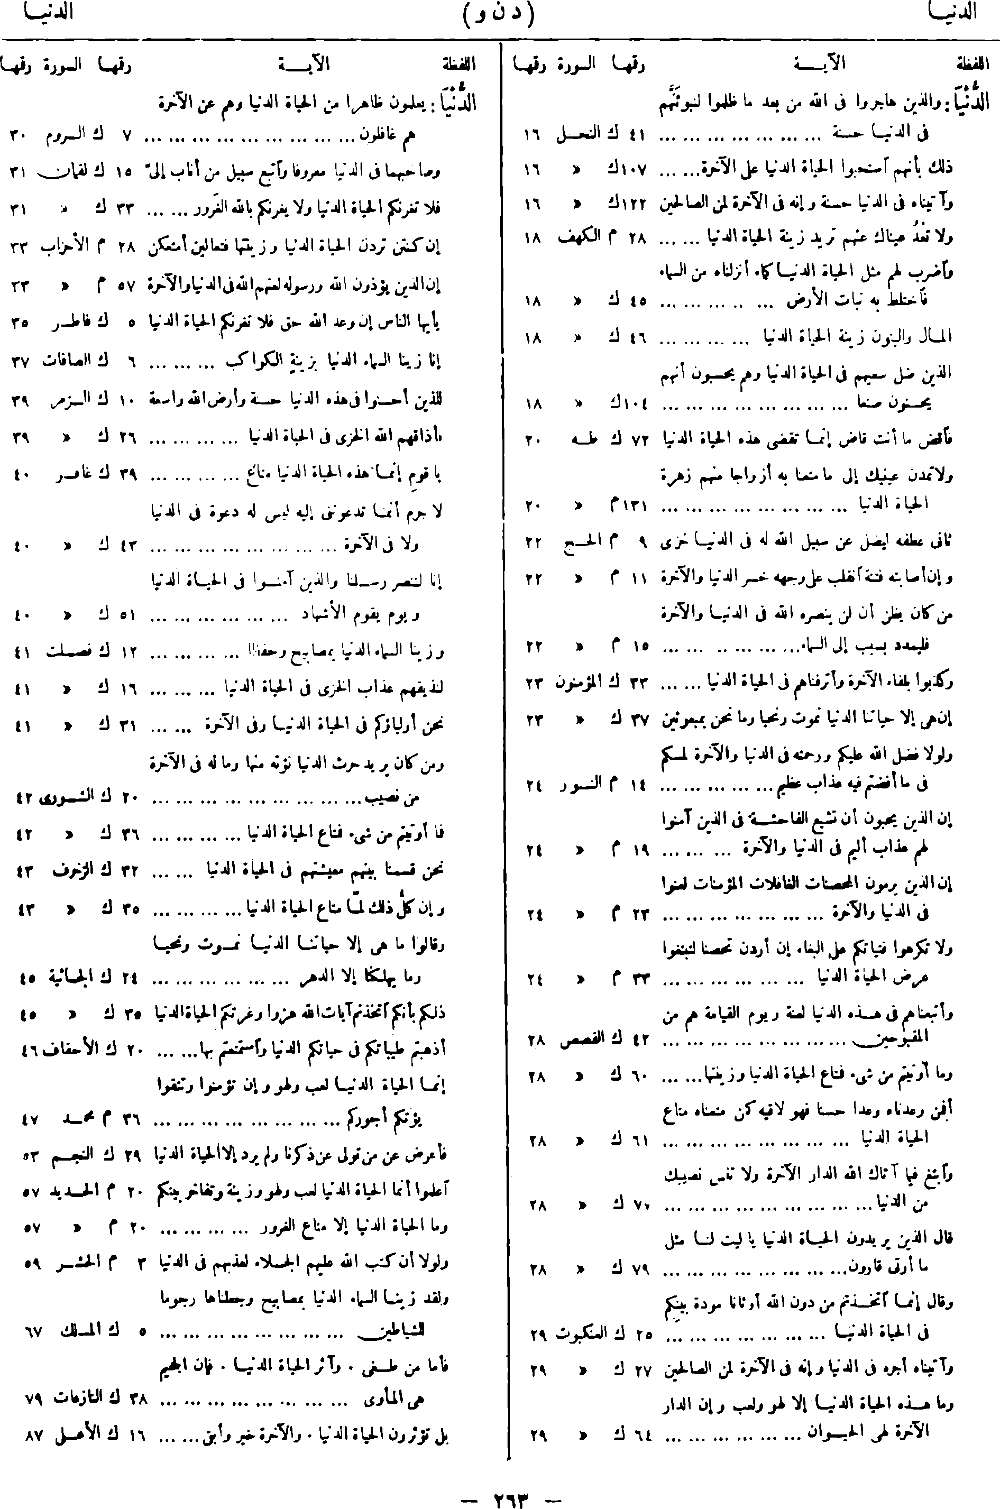 الدنيا (دن و) الدنيا
اللفظة الآية رقمها السورة رقمها
الدُّنْيَا: والذين هاجروا فى الله من بعد ما ظلموا لنبوئنَّهم
فى الدنيا حسنة ... ٤١ ك النحل ١٦
ذلك بأنهم استحبوا الحياة الدنيا على الآخرة... ١٠٧ك » ١٦
وآتيناه فى الدنيا حسنة وإنه فى الآخرة لمن الصالحين ١٢٢ك » ١٦
ولا تعْدُ عيناك عنهم تريد زينة الحياة الدنيا ... ٢٨ م الكهف ١٨
واضرب لهم مثل الحياة الدنيا كماء أنزلناه من السماء
فاختلط به نبات الأرض ... ٤٥ ك » ١٨
المال والبنون زينة الحياة الدنيا ... ٤٦ ك » ١٨
الذين ضل سعيهم فى الحياة الدنيا وهم يحسبون أنهم
يحسنون صنعا ... ١٠٤ك » ١٨
فاقض ما أنت قاض إنما تقضى هذه الحياة الدنيا ٧٢ ك طه ٢٠
ولا تمدن عينيك إلى ما متعنا به أزواجا منهم زهرة
الحياة الدنيا ... ١٣١م » ٢٠
ثانى عطفه ليضل عن سبيل الله له فى الدنيا خزى ٩ م الحج ٢٢
وإن أصابته فتنة انقلب على وجهه خسر الدنيا والآخرة ١١ م » ٢٢
من كان يظن أن لن ينصره الله فى الدنيا والآخرة
فليمدد بسبب إلى السماء... ١٥ م » ٢٢
وكذبوا بلقاء الآخرة وأترفناهم فى الحياة الدنيا ... ٣٣ ك المؤمنون ٢٣
إن هى إلا حياتنا الدنيا نموت ونحيا وما نحن بمبعوثين ٣٧ ك » ٢٣
ولولا فضل الله عليكم ورحمته فى الدنيا والآخرة لمسكم
فى ما أفضتم فيه عذاب عظيم... ١٤ م النور ٢٤
إن الذين يحبون أن تشيع الفاحشة فى الذين آمنوا
لهم عذاب أليم فى الدنيا والآخرة ... ١٩ م » ٢٤
إن الذين يرمون المحصنات الغافلات المؤمنات لعنوا
فى الدنيا والآخرة ... ٢٣ م » ٢٤
ولا تكرهوا فتياتكم على البغاء إن أردن تحصنا لتبتغوا
عرض الحياة الدنيا ... ٣٣ م » ٢٤
وأتبعناهم فى هذه الدنيا لعنة ويوم القيامة هم من
المقبوحين... ٤٢ ك القصص ٢٨
وما أوتيتم من شىء فمتاع الحياة الدنيا وزينتها... ٦٠ ك » ٢٨
أفمن وعدناه وعدا حسنا فهو لاقيه كمن متعناه متاع
الحياة الدنيا ... ٦١ ك » ٢٨
وابتغ فيما آتاك الله الدار الآخرة ولا تنس نصيبك
من الدنيا... ٧٧ ك » ٢٨
قال الذين يريدون الحياة الدنيا يا ليت لنا مثل
ما أوتى قارون... ٧٩ ك » ٢٨
وقال إنما اتخذتم من دون الله أوثانا مودة بينكم
فى الحياة الدنيا ... ٢٥ ك العنكبوت ٢٩
وآتيناه أجره فى الدنيا وإنه فى الآخرة لمن الصالحين ٢٧ ك » ٢٩
وما هذه الحياة الدنيا إلا لهو ولعب وإن الدار
الآخرة لهى الحيوان ... ٦٤ ك » ٢٩
اللفظة الآية رقمها السورة رقمها
الدُّنْيَا: يعلمون ظاهرا من الحياة الدنيا وهم عن الآخرة
هم غافلون... ٧ ك الروم ٣٠
وصاحبهما فى الدنيا معروفا واتبع سبيل من أناب إلىّ ١٥ ك لقمان ٣١
فلا تغرنكم الحياة الدنيا ولا يغرنكم بالله الغرور ... ٣٣ ك » ٣١
إن كنتن تردن الحياة الدنيا وزينتها فتعالين أمتعكن ٢٨ م الأحزاب ٣٣
إن الذين يؤذون الله ورسوله لعنهم الله فى الدنيا والآخرة ٥٧ م » ٣٣
يأيها الناس إن وعد الله حق فلا تغرنكم الحياة الدنيا ٥ ك فاطر ٣٥
إنا زينا السماء الدنيا بزينةٍ الكواكب ... ٦ ك الصافات ٣٧
للذين أحسنوا فى هذه الدنيا حسنة وأرض الله واسعة ١٠ ك الزمر ٣٩
فأذاقهم الله الخزى فى الحياة الدنيا ... ٢٦ ك » ٣٩
يا قوم إنما هذه الحياة الدنيا متاع... ٣٩ ك غافر ٤٠
لا جرم أنما تدعوننى إليه ليس له دعوة فى الدنيا
ولا فى الآخرة ... ٤٣ ك » ٤٠
إنا لننصر رسلنا والذين آمنوا فى الحياة الدنيا
ويوم يقوم الأشهاد ... ٥١ ك » ٤٠
وزينا السماء الدنيا بمصابيح وحفظا ... ١٢ ك فصلت ٤١
لنذيقهم عذاب الخزى فى الحياة الدنيا ... ١٦ ك » ٤١
نحن أولياؤكم فى الحياة الدنيا وفى الآخرة ... ٣١ ك » ٤١
ومن كان يريد حرث الدنيا نؤته منها وما له فى الآخرة
من نصيب... ٢٠ ك الشورى ٤٢
فما أوتيتم من شىء فمتاع الحياة الدنيا... ٣٦ ك » ٤٢
نحن قسمنا بينهم معيشتهم فى الحياة الدنيا ... ٣٢ ك الزخرف ٤٣
وإن كلُّ ذلك لمّا متاع الحياة الدنيا... ٣٥ ك » ٤٣
وقالوا ما هى إلا حياتنا الدنيا نموت ونحيا
وما يهلكنا إلا الدهر ... ٢٤ ك الجاثية ٤٥
ذلكم بأنكم اتخذتم آيات الله هزوا وغرتكم الحياة الدنيا ٣٥ ك » ٤٥
أذهبتم طيباتكم فى حياتكم الدنيا واستمتعتم بها... ٢٠ ك الأحقاف ٤٦
إنما الحياة الدنيا لعب ولهو وإن تؤمنوا وتتقوا
يؤتكم أجوركم... ٣٦ م محمد ٤٧
فأعرض عن من تولى عن ذكرنا ولم يرد إلا الحياة الدنيا ٢٩ ك النجم ٥٣
اعلموا أنما الحياة الدنيا لعب ولهو وزينة وتفاخر بينكم ٢٠ م الحديد ٥٧
وما الحياة الدنيا إلا متاع الغرور ... ٢٠ م » ٥٧
ولولا أن كتب الله عليهم الجلاء لعذبهم فى الدنيا ٣ م الحشر ٥٩
ولقد زينا السماء الدنيا بمصابيح وجعلناها رجوما
للشياطين ... ٥ ك الملك ٦٧
فأما من طغى ٠ وآثر الحياة الدنيا ٠ فإن الجحيم
هى المأوى ... ٣٨ ك النازعات ٧٩
بل تؤثرون الحياة الدنيا ٠ والآخرة خير وأبقى... ١٦ ك الأعلى ٨٧
— ٢٦٣ —